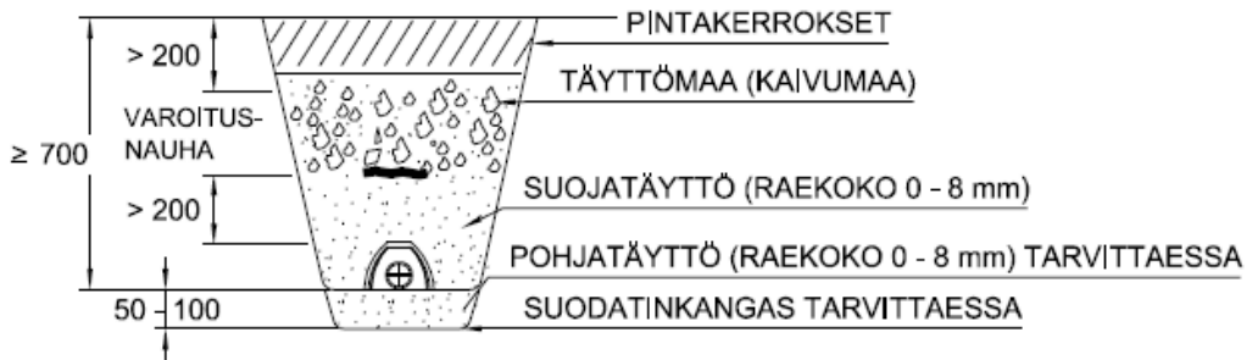 PINTAKERROKSET
> 200
TÄYTTÖMAA (KAIVUMAA)
VAROITUS-
NAUHA
≥ 700
SUOJATÄYTTÖ (RAEKOKO 0 - 8 mm)
> 200
POHJATÄYTTÖ (RAEKOKO 0 - 8 mm) TARVITTAESSA
50 - 100
SUODATINKANGAS TARVITTAESSA